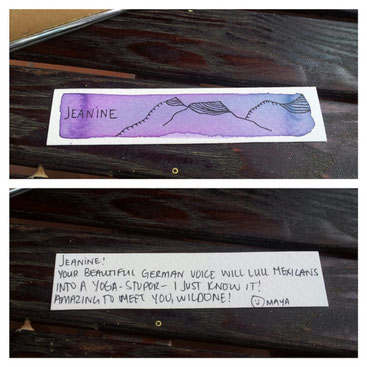 JEANINE
JEANINE!
YOUR BEAUTIFUL GERMAN VOICE WILL LULL MEXICANS
INTO A YOGA-STUPOR- I JUST KNOW IT!
AMAZING TO MEET YOU, WILDONE! MAYA